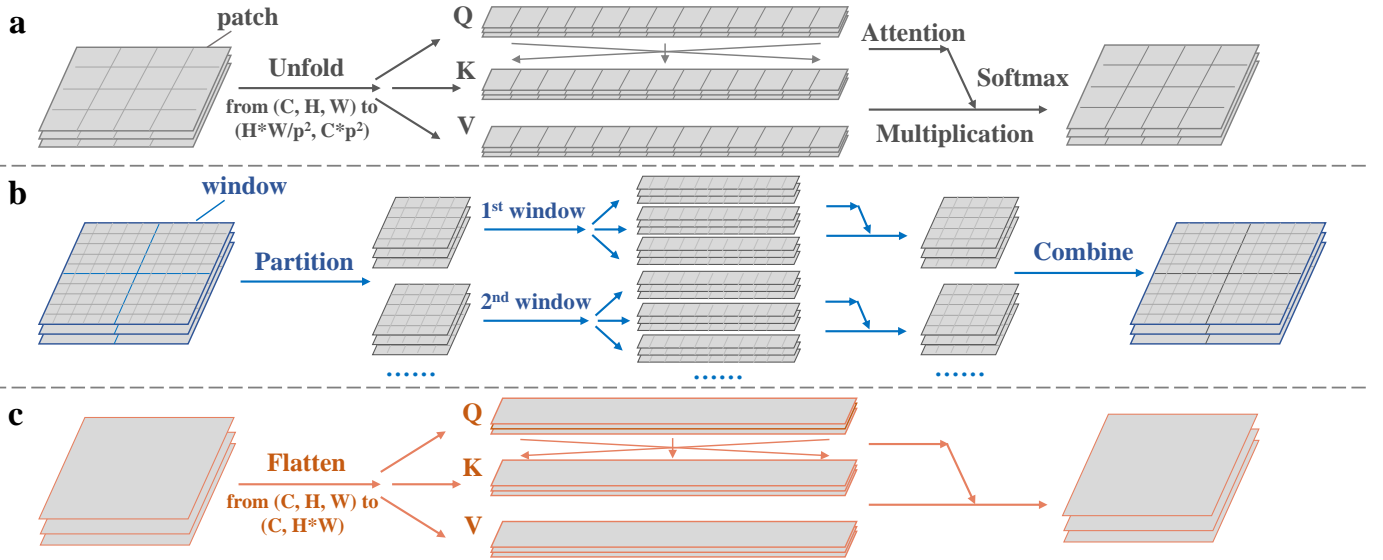 a
patch
Unfold
from (C, H, W) to
(H*W/p², C*p²)
Q
K
V
Attention
Softmax
Multiplication
b
window
Partition
1st window
2nd window
......
......
......
Combine
c
Flatten
from (C, H, W) to
(C, H*W)
Q
K
V